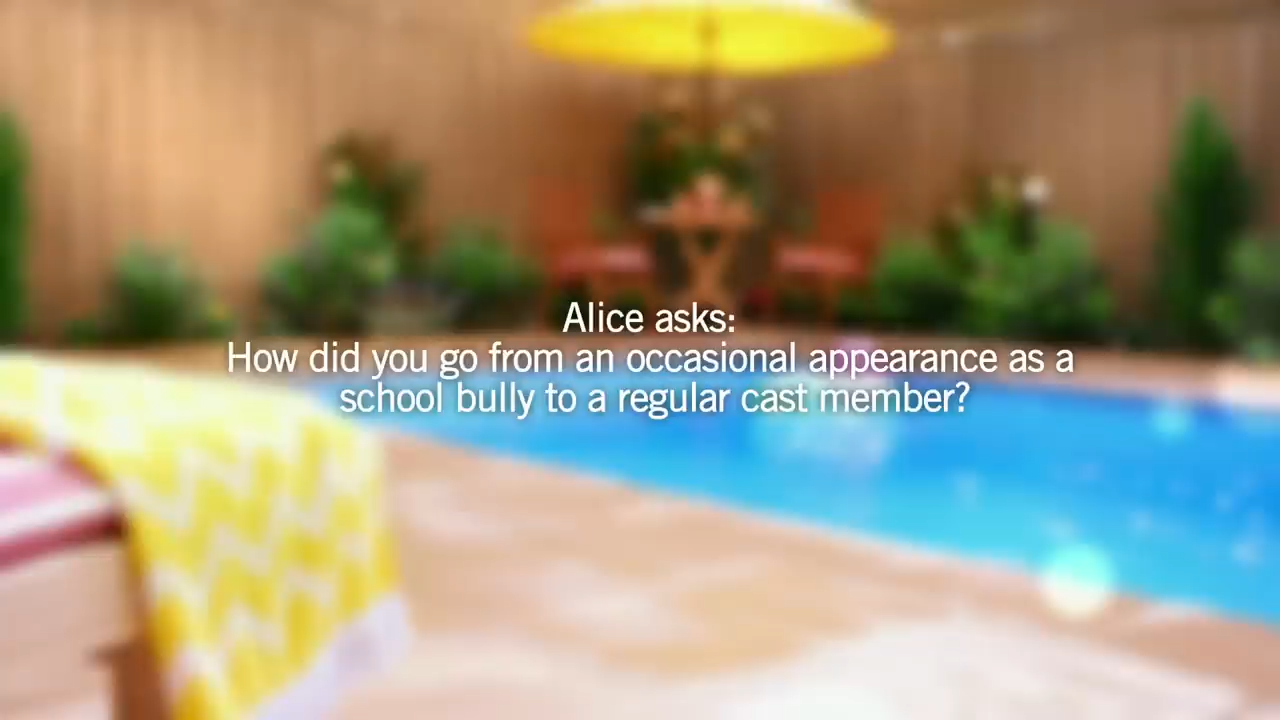 Alice asks:
How did you go from an occasional appearance as a
school bully to a regular cast member?